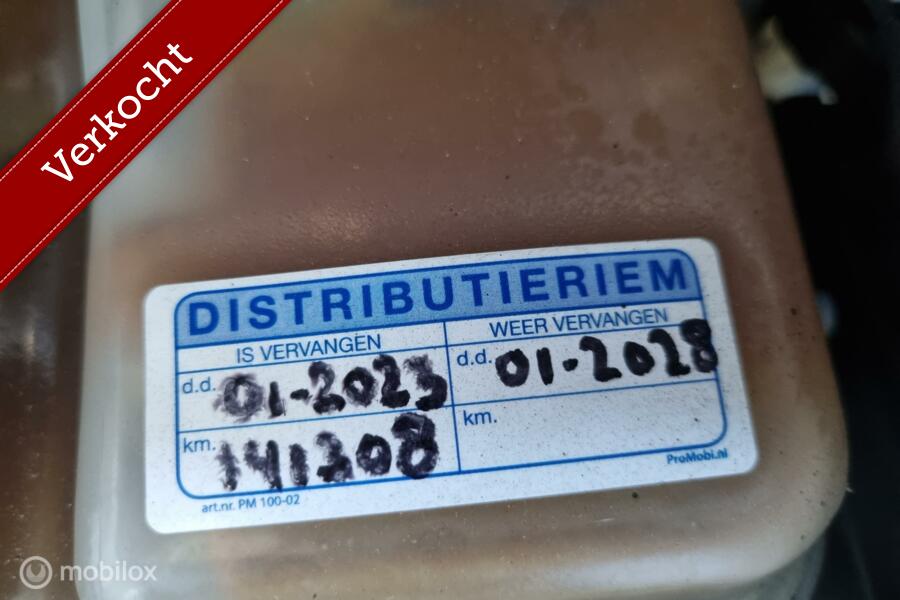 Verkocht
DISTRIBUTIERIEM
IS VERVANGEN
WEER VERVANGEN
d.d. 01-2023
d.d. 01-2028
km. 141308
km.
art.nr. PM 100-02
ProMobi.nl
mobilox